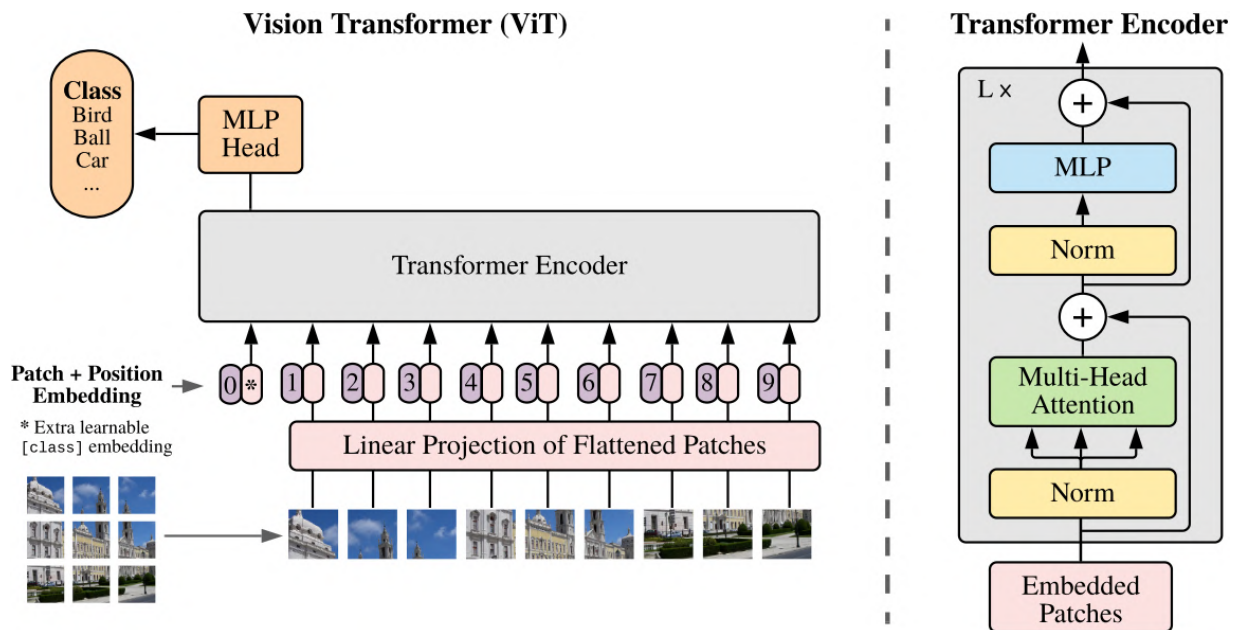 Vision Transformer (ViT)
Class
Bird
Ball
Car
...
MLP
Head
Transformer Encoder
0 * 1 2 3 4 5 6 7 8 9
Patch + Position
Embedding
* Extra learnable
[class] embedding
Linear Projection of Flattened Patches
Transformer Encoder
L ×
+
MLP
Norm
+
Multi-Head
Attention
Norm
Embedded
Patches